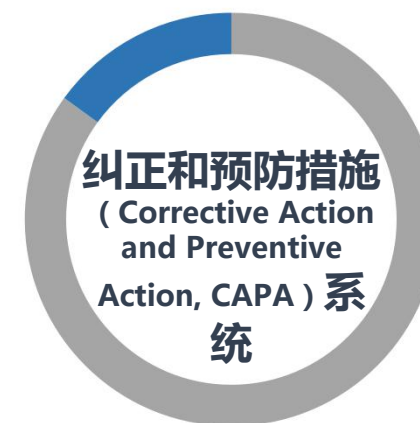 纠正和预防措施
（Corrective Action
and Preventive
Action, CAPA）系
统